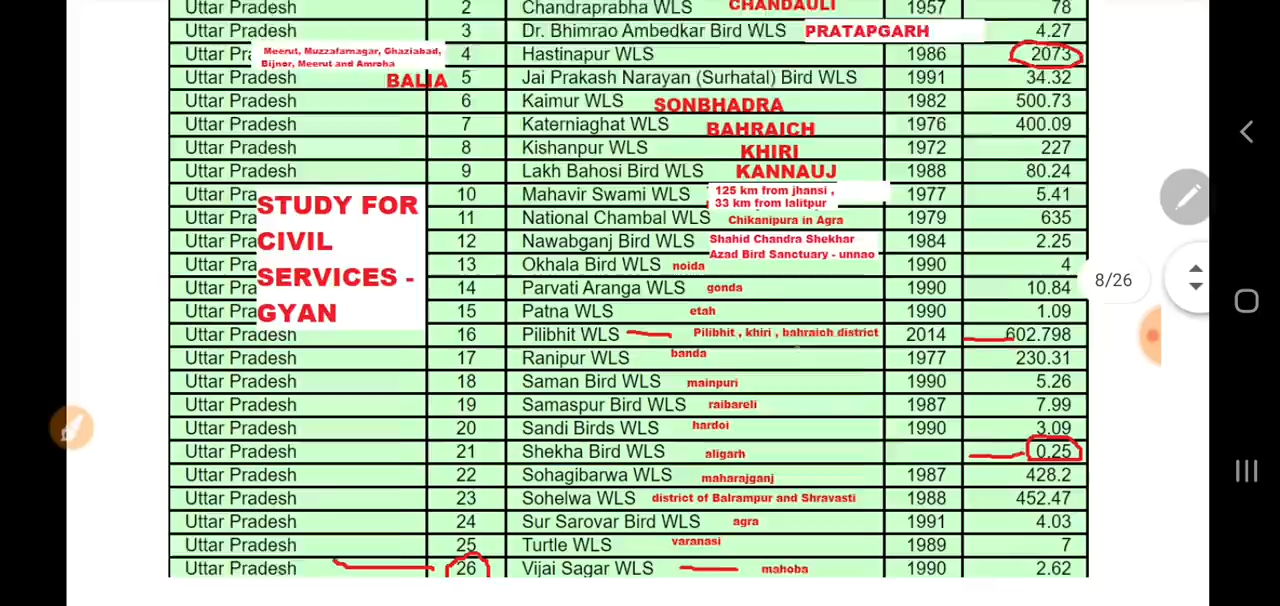 Uttar Pradesh 2 Chandraprabha WLS CHANDAULI 1957 78
Uttar Pradesh 3 Dr. Bhimrao Ambedkar Bird WLS PRATAPGARH 4.27
Uttar Pra Meerut, Muzzafarnagar, Ghaziabad, 4 Hastinapur WLS 1986 2073
Bijnor, Meerut and Amroha
Uttar Pradesh BALIA 5 Jai Prakash Narayan (Surhatal) Bird WLS 1991 34.32
Uttar Pradesh 6 Kaimur WLS SONBHADRA 1982 500.73
Uttar Pradesh 7 Katerniaghat WLS BAHRAICH 1976 400.09
Uttar Pradesh 8 Kishanpur WLS KHIRI 1972 227
Uttar Pradesh 9 Lakh Bahosi Bird WLS KANNAUJ 1988 80.24
Uttar Pra 10 Mahavir Swami WLS 125 km from jhansi , 1977 5.41
33 km from lalitpur
STUDY FOR
Uttar Pra 11 National Chambal WLS Chikanipura in Agra 1979 635
Uttar Pra 12 Nawabganj Bird WLS Shahid Chandra Shekhar 1984 2.25
Azad Bird Sanctuary - unnao
CIVIL
Uttar Pra 13 Okhala Bird WLS noida 1990 4
SERVICES -
Uttar Pra 14 Parvati Aranga WLS gonda 1990 10.84
Uttar Pra 15 Patna WLS etah 1990 1.09
GYAN
Uttar Pradesh 16 Pilibhit WLS Pilibhit , khiri , bahraich district 2014 602.798
Uttar Pradesh 17 Ranipur WLS banda 1977 230.31
Uttar Pradesh 18 Saman Bird WLS mainpuri 1990 5.26
Uttar Pradesh 19 Samaspur Bird WLS raibareli 1987 7.99
Uttar Pradesh 20 Sandi Birds WLS hardoi 1990 3.09
Uttar Pradesh 21 Shekha Bird WLS aligarh 0.25
Uttar Pradesh 22 Sohagibarwa WLS maharajganj 1987 428.2
Uttar Pradesh 23 Sohelwa WLS district of Balrampur and Shravasti 1988 452.47
Uttar Pradesh 24 Sur Sarovar Bird WLS agra 1991 4.03
Uttar Pradesh 25 Turtle WLS varanasi 1989 7
Uttar Pradesh 26 Vijai Sagar WLS mahoba 1990 2.62
8/26